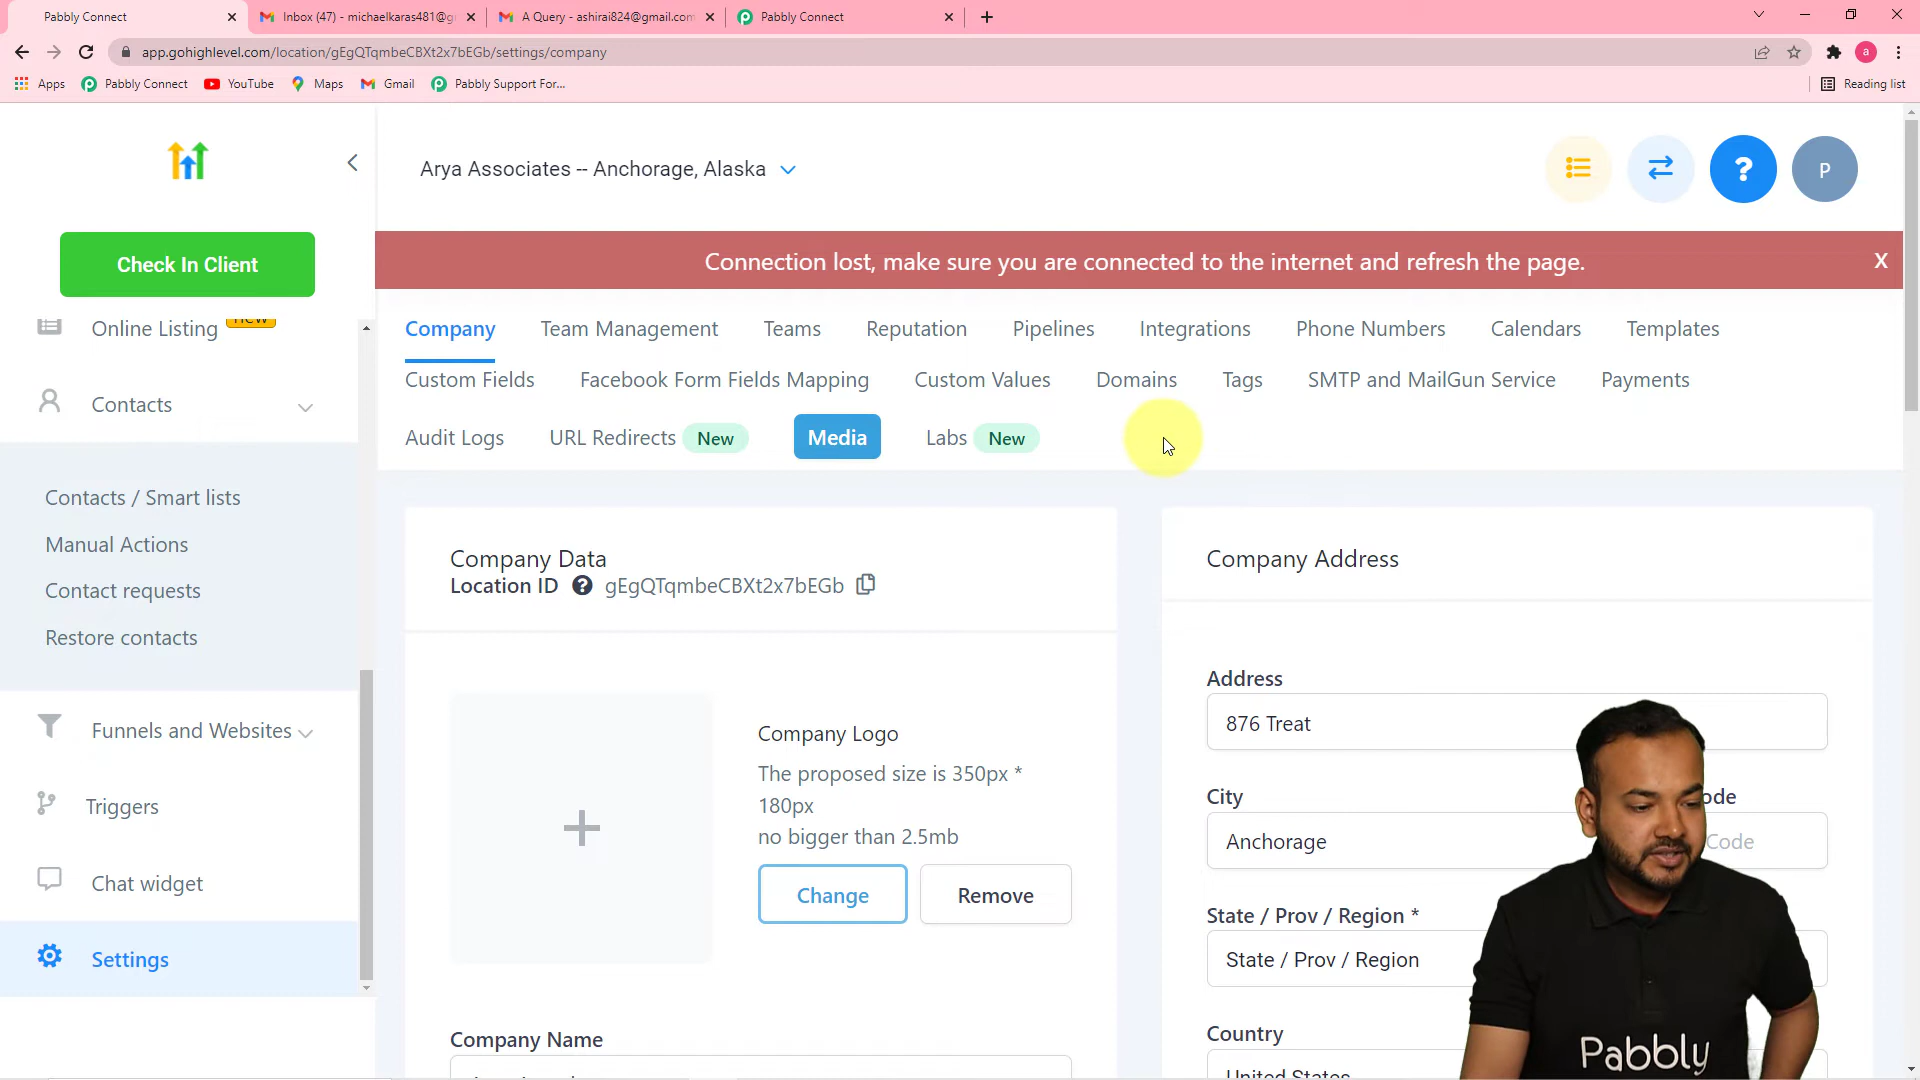 Pabbly Connect
Inbox (47) - michaelkaras481@g
A Query - ashirai824@gmail.com
Pabbly Connect
app.gohighlevel.com/location/gEgQTqmbeCBXt2x7bEGb/settings/company
a
Apps
Pabbly Connect
YouTube
Maps
Gmail
Pabbly Support For...
Reading list
Arya Associates -- Anchorage, Alaska
?
P
Check In Client
Connection lost, make sure you are connected to the internet and refresh the page.
X
Online Listing
New
Contacts
Contacts / Smart lists
Manual Actions
Contact requests
Restore contacts
Funnels and Websites
Triggers
Chat widget
Settings
Company
Team Management
Teams
Reputation
Pipelines
Integrations
Phone Numbers
Calendars
Templates
Custom Fields
Facebook Form Fields Mapping
Custom Values
Domains
Tags
SMTP and MailGun Service
Payments
Audit Logs
URL Redirects New
Media
Labs New
Company Data
Location ID ? gEgQTqmbeCBXt2x7bEGb
Company Logo
The proposed size is 350px *
180px
no bigger than 2.5mb
Change
Remove
Company Name
Company Address
Address
876 Treat
City
Anchorage
Code
State / Prov / Region *
State / Prov / Region
Country
United States
Pabbly